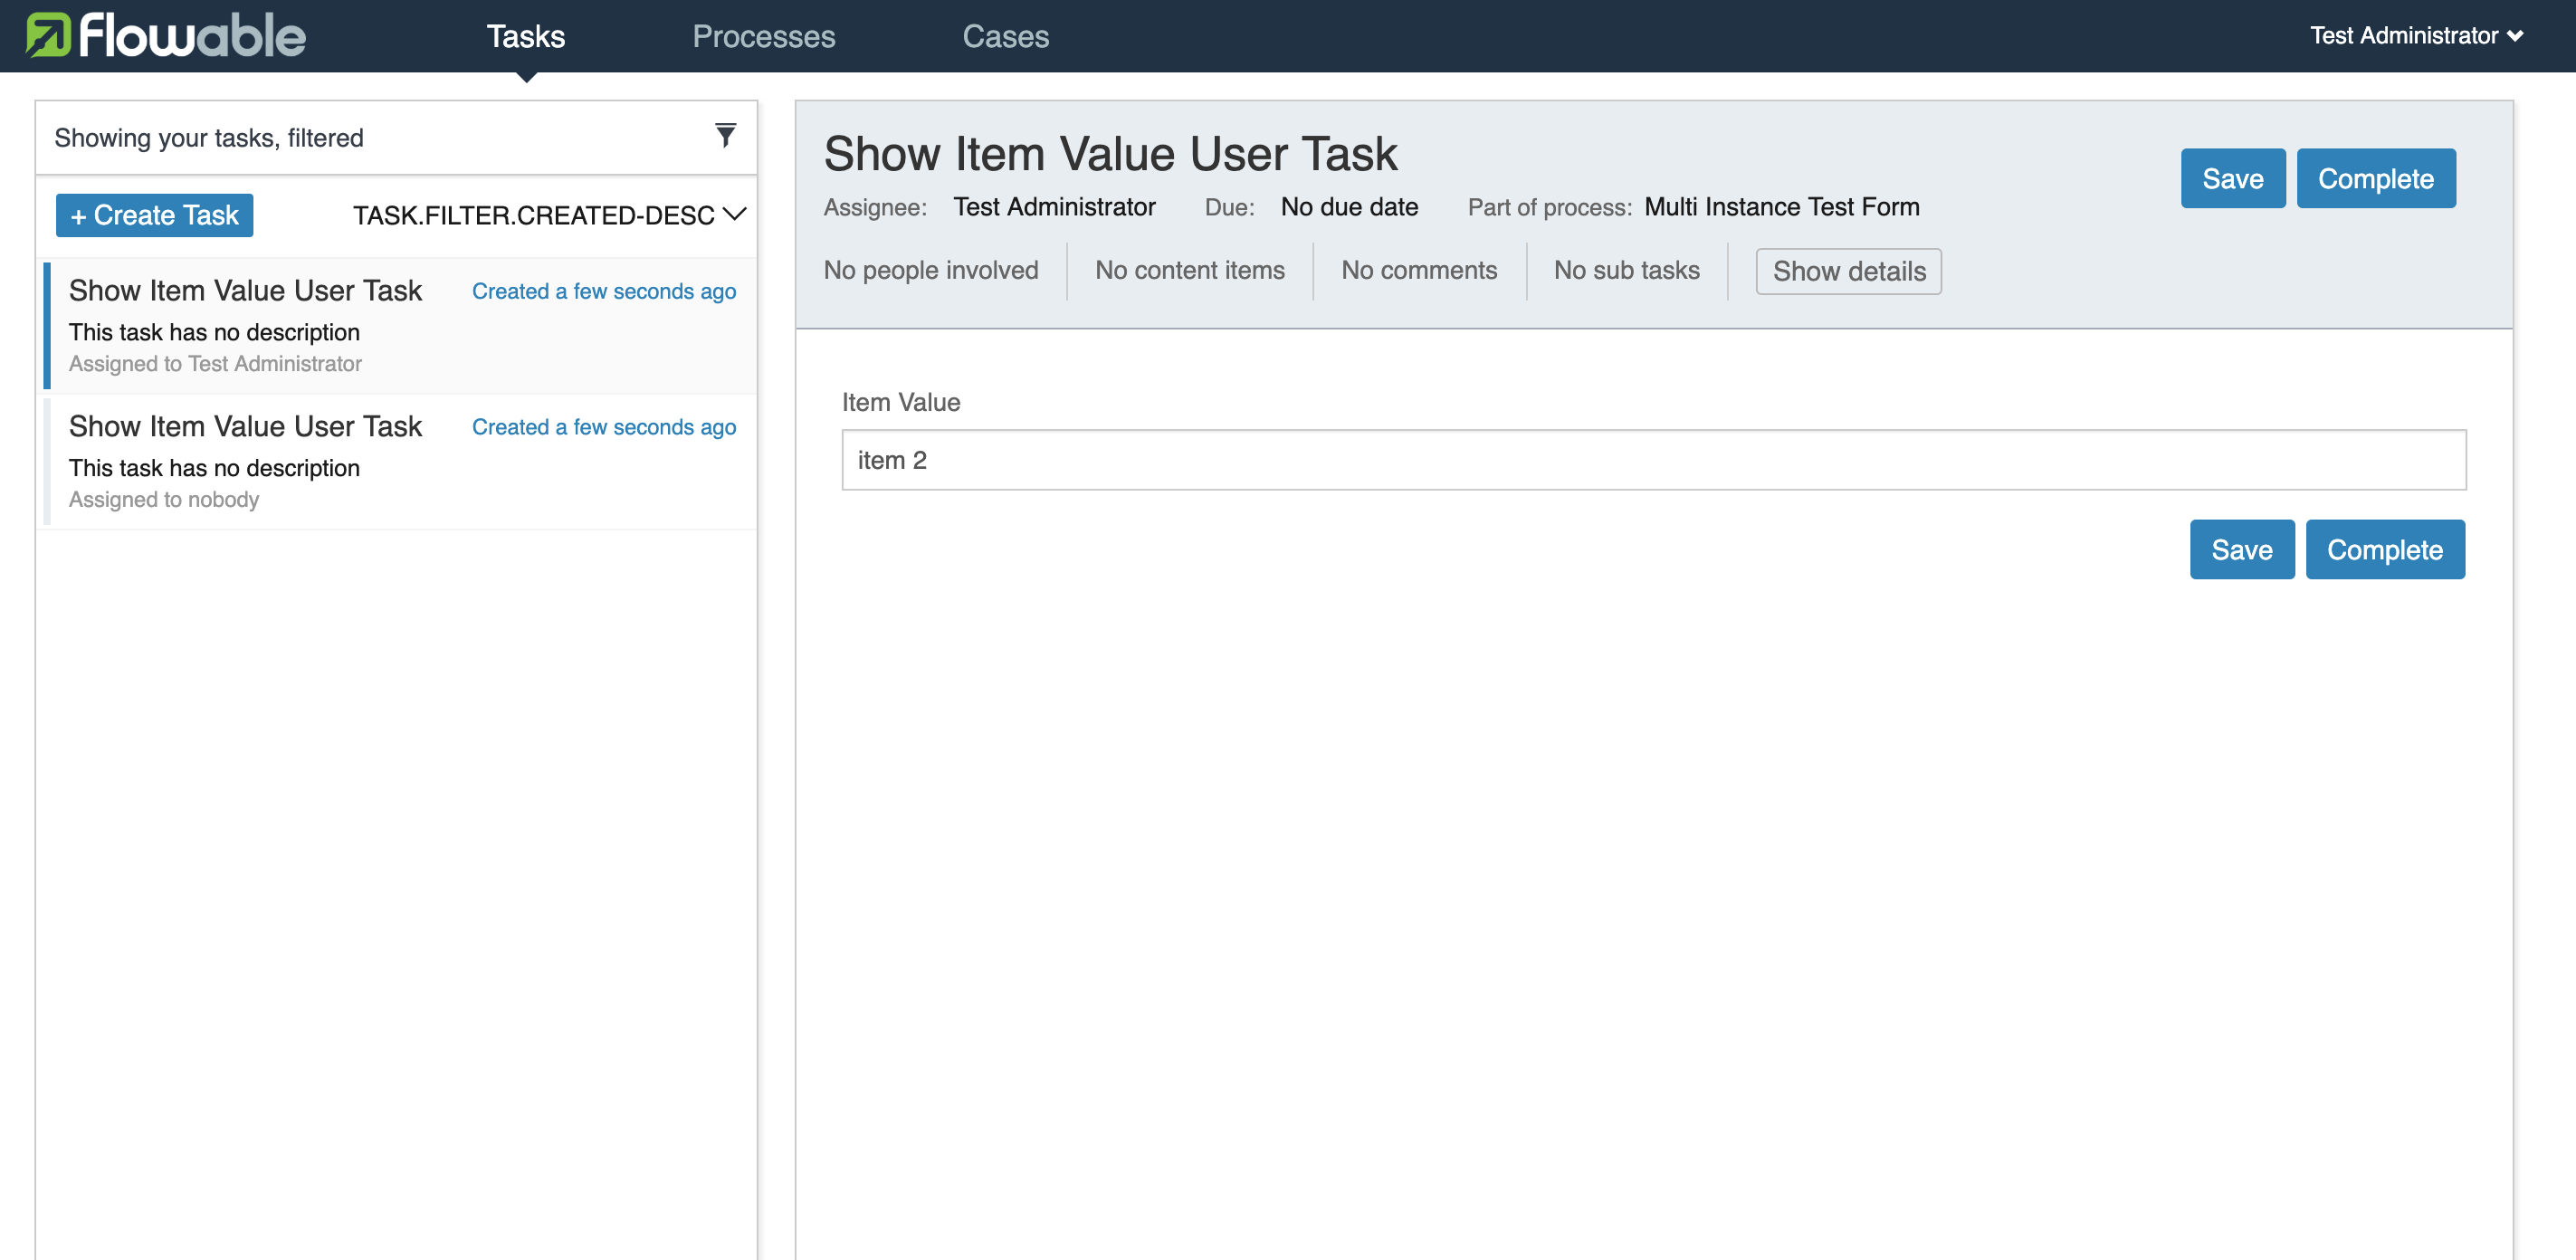 flowable
Tasks
Processes
Cases
Test Administrator
Showing your tasks, filtered
+ Create Task
TASK.FILTER.CREATED-DESC
Show Item Value User Task
Created a few seconds ago
This task has no description
Assigned to Test Administrator
Show Item Value User Task
Created a few seconds ago
This task has no description
Assigned to nobody
Show Item Value User Task
Save
Complete
Assignee: Test Administrator
Due: No due date
Part of process: Multi Instance Test Form
No people involved
No content items
No comments
No sub tasks
Show details
Item Value
item 2
Save
Complete